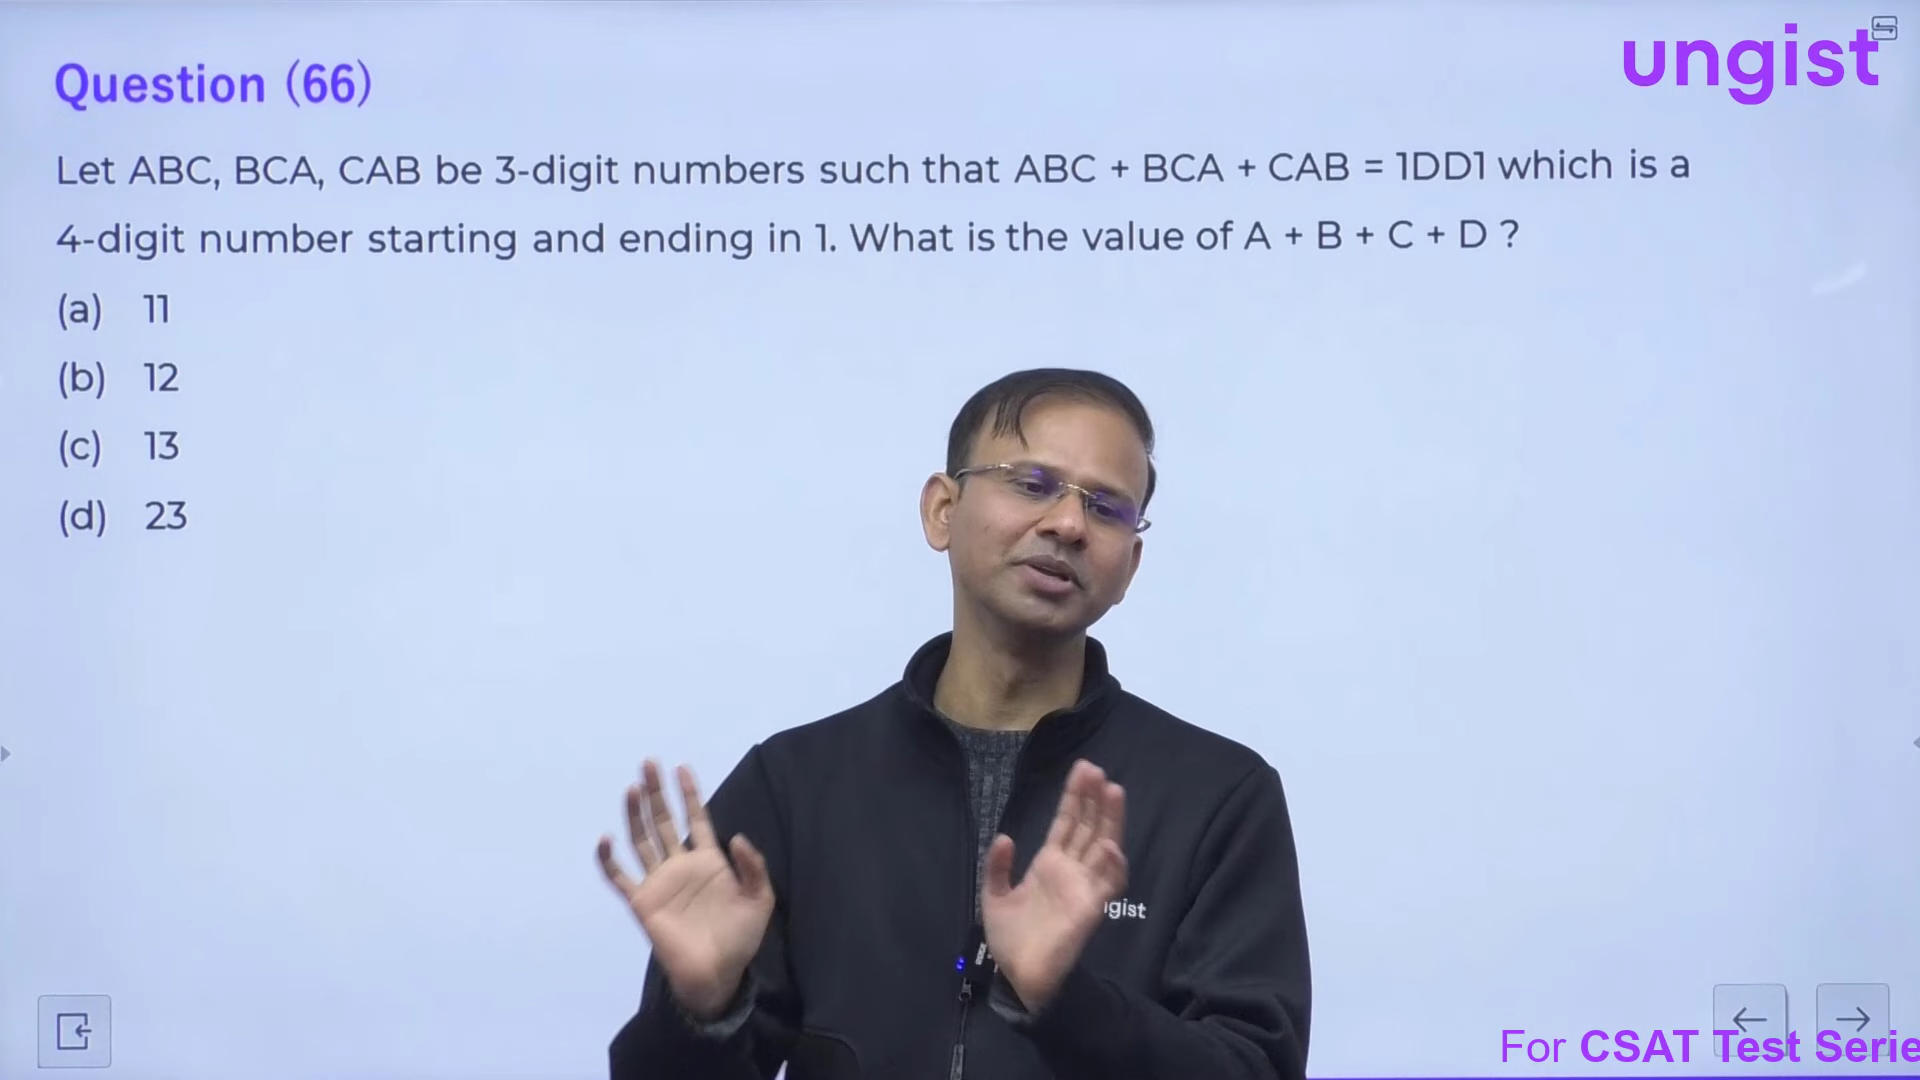 ungist
Question (66)
Let ABC, BCA, CAB be 3-digit numbers such that ABC + BCA + CAB = 1DD1 which is a
4-digit number starting and ending in 1. What is the value of A + B + C + D ?
(a) 11
(b) 12
(c) 13
(d) 23
ngist
For CSAT Test Serie